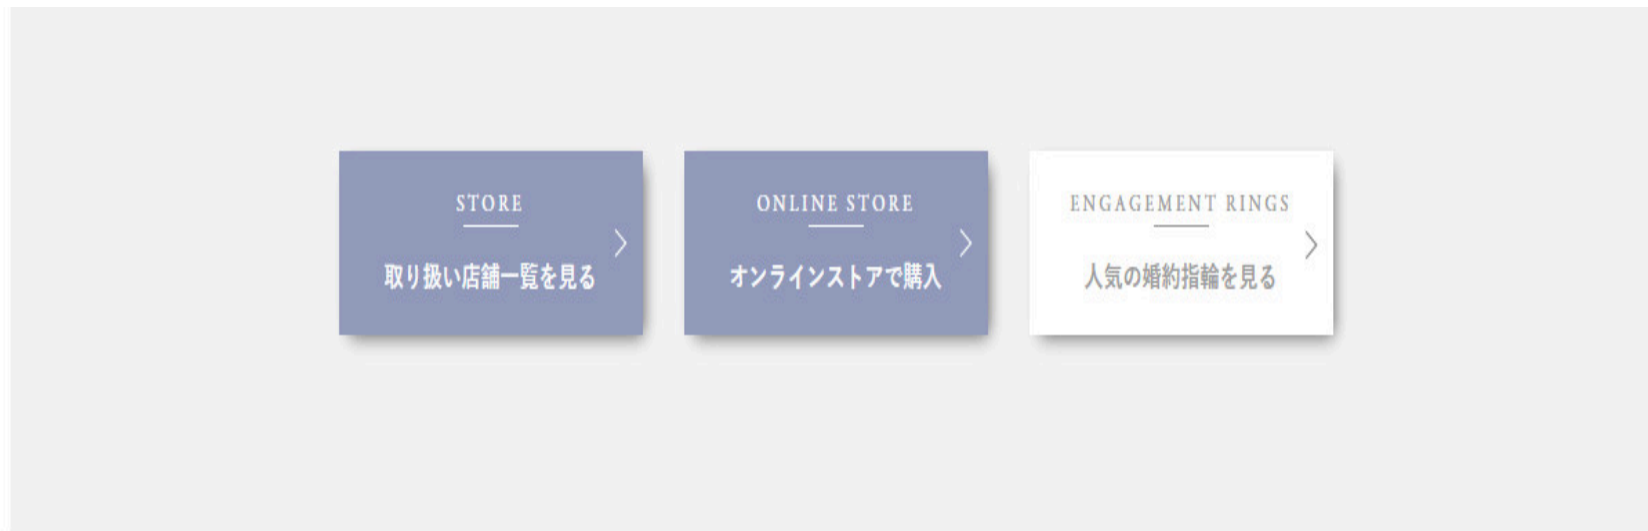 STORE
取り扱い店舗一覧を見る
ONLINE STORE
オンラインストアで購入
ENGAGEMENT RINGS
人気の婚約指輪を見る